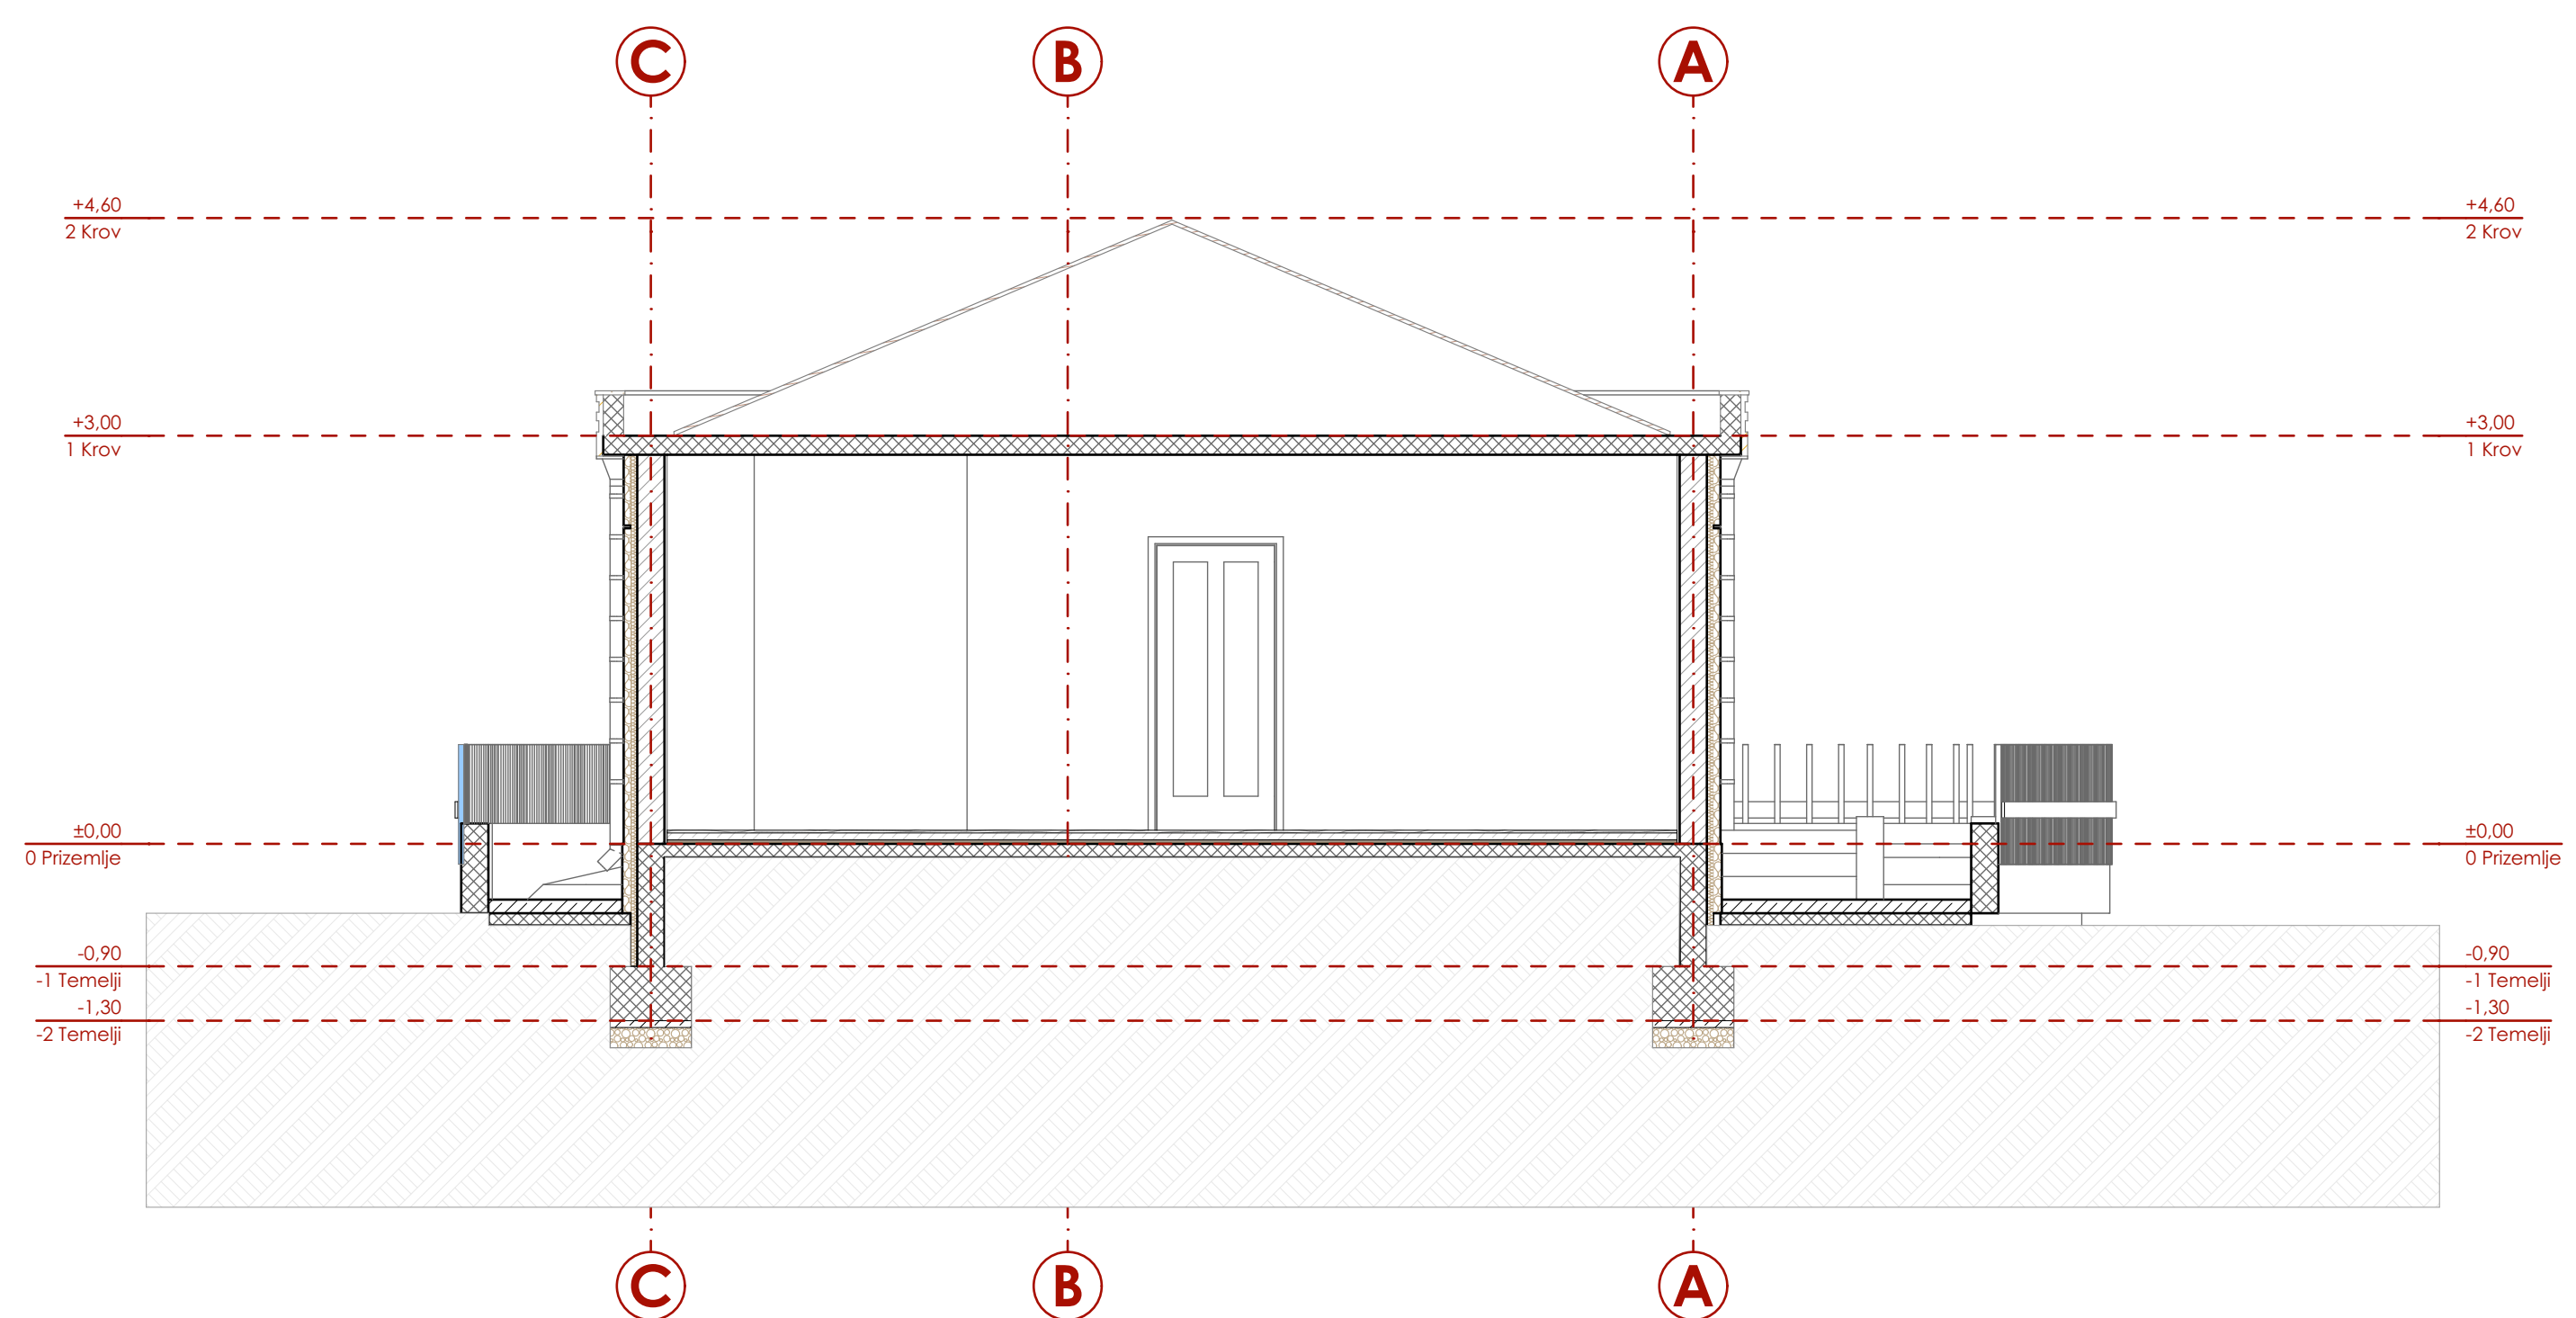 C B A
+4,60 +4,60
2 Krov 2 Krov
+3,00 +3,00
1 Krov 1 Krov
±0,00 ±0,00
0 Prizemlje 0 Prizemlje
-0,90 -0,90
-1 Temelji -1 Temelji
-1,30 -1,30
-2 Temelji -2 Temelji
C B A